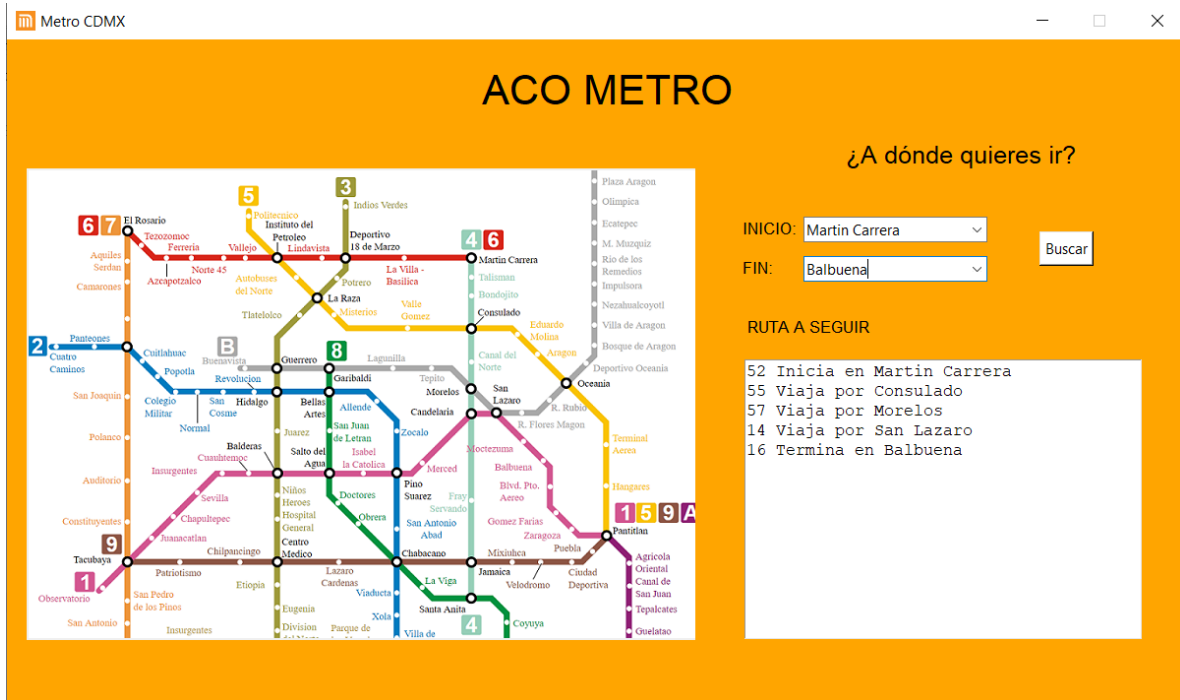 Metro CDMX
ACO METRO
¿A dónde quieres ir?
INICIO:
Martin Carrera
FIN:
Balbuena
Buscar
RUTA A SEGUIR
52 Inicia en Martin Carrera
55 Viaja por Consulado
57 Viaja por Morelos
14 Viaja por San Lazaro
16 Termina en Balbuena
Plaza Aragon
5
3
Olimpica
Indios Verdes
6 7
El Rosario
Politecnico
Instituto del
Petroleo
Ecatepec
Tezozomoc
Deportivo
18 de Marzo
4 6
Ferreria
Vallejo
Lindavista
M. Muzquiz
Aquiles
Serdan
Martin Carrera
Rio de los
Remedios
Norte 45
La Villa -
Basilica
Azcapotzalco
Talisman
Camarones
Autobuses
del Norte
Potrero
Impulsora
Bondojito
La Raza
Valle
Gomez
Nezahualcoyotl
Tlatelolco
Misterios
Consulado
Eduardo
Molina
Villa de Aragon
2
Panteones
B
8
Bosque de Aragon
Cuatro
Caminos
Cuitlahuac
Buenavista
Guerrero
Lagunilla
Canal del
Norte
Aragon
Deportivo Oceania
Popotla
Revolucion
Garibaldi
Tepito
Oceania
San Joaquin
Colegio
Militar
San
Cosme
Hidalgo
Bellas
Artes
Allende
Morelos
San
Lazaro
R. Rubio
Normal
Candelaria
R. Flores Magon
Polanco
Juarez
San Juan
de Letran
Zocalo
Terminal
Aerea
Balderas
Salto del
Agua
Isabel
la Catolica
Moctezuma
Cuauhtemoc
Insurgentes
Merced
Balbuena
Auditorio
Sevilla
Niños
Heroes
Doctores
Pino
Suarez
Fray
Servando
Blvd. Pto.
Aereo
Hangares
Chapultepec
Hospital
General
Obrera
San Antonio
Abad
Gomez Farias
1 5 9 A
Constituyentes
Juanacatlan
Zaragoza
Pantitlan
9
Chilpancingo
Centro
Medico
Chabacano
Mixiuhca
Puebla
Tacubaya
Patriotismo
Lazaro
Cardenas
Jamaica
Velodromo
Ciudad
Deportiva
Agricola
Oriental
1
Etiopia
La Viga
Canal de
San Juan
Observatorio
San Pedro
de los Pinos
Viaducto
Eugenia
Xola
Santa Anita
Tepalcates
San Antonio
Insurgentes
Division
Parque de
Villa de
4
Coyuya
Guelatao